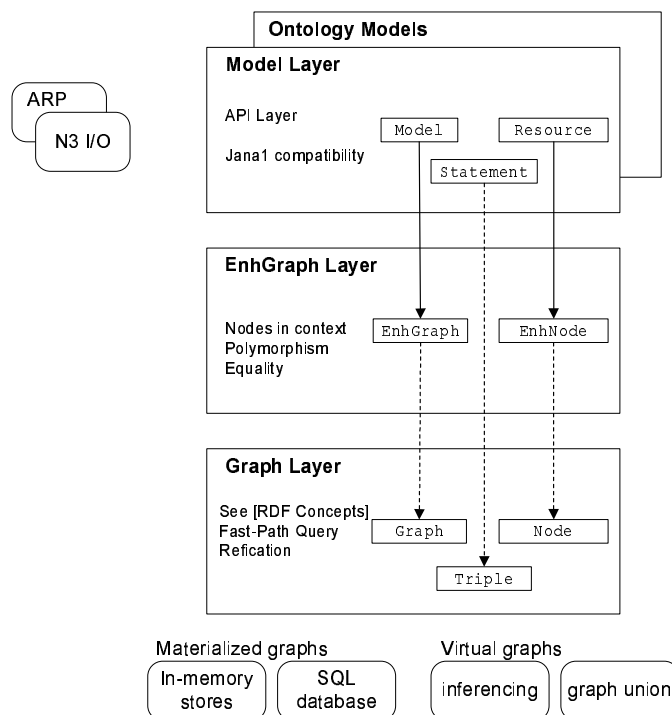 Ontology Models
Model Layer
ARP
N3 I/O
API Layer
Model
Resource
Jana1 compatibility
Statement
EnhGraph Layer
Nodes in context
Polymorphism
Equality
EnhGraph
EnhNode
Graph Layer
See [RDF Concepts]
Fast-Path Query
Refication
Graph
Node
Triple
Materialized graphs
In-memory
stores
SQL
database
Virtual graphs
inferencing
graph union